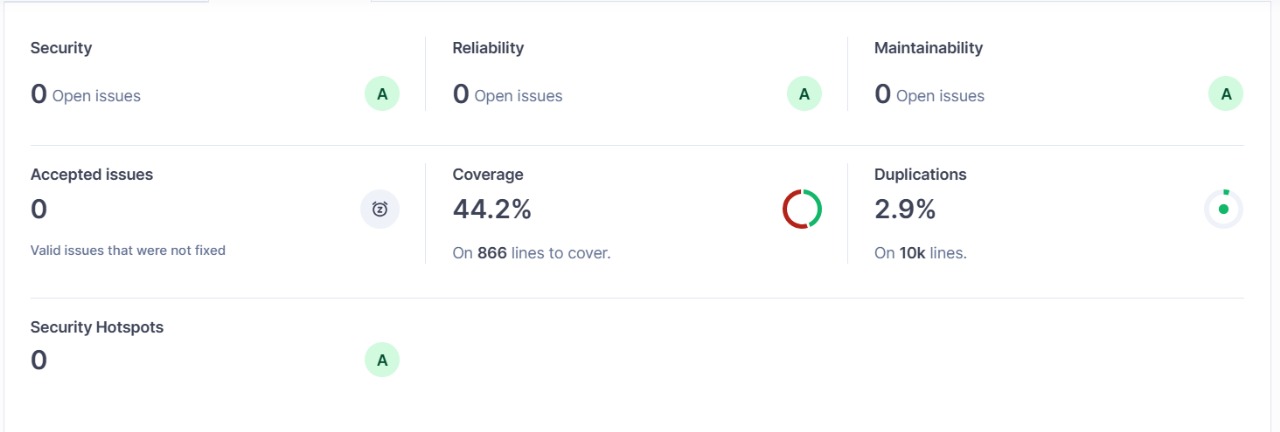 Security
0 Open issues
A
Reliability
0 Open issues
A
Maintainability
0 Open issues
A
Accepted issues
0
Valid issues that were not fixed
Coverage
44.2%
On 866 lines to cover.
Duplications
2.9%
On 10k lines.
Security Hotspots
0
A